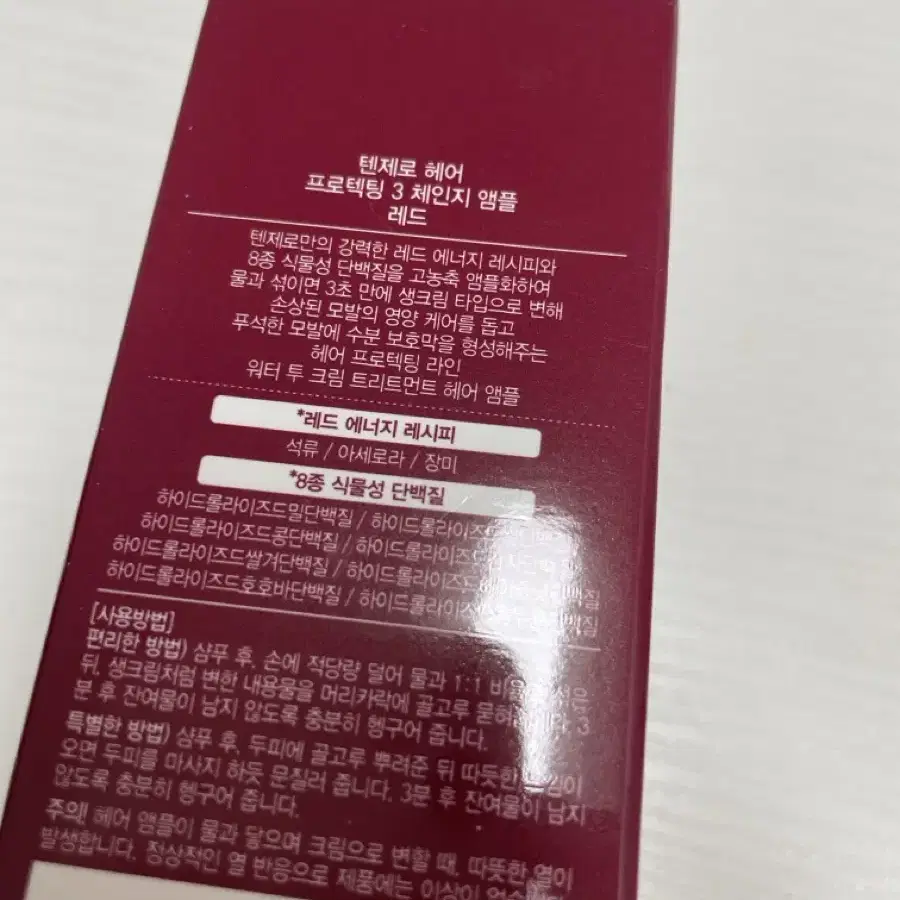 텐제로 헤어
프로텍팅 3 체인지 앰플
레드
텐제로만의 강력한 레드 에너지 레시피와
8종 식물성 단백질을 고농축 앰플화하여
물과 섞이면 3초 만에 생크림 타입으로 변해
손상된 모발의 영양 케어를 돕고
푸석한 모발에 수분 보호막을 형성해주는
헤어 프로텍팅 라인
워터 투 크림 트리트먼트 헤어 앰플
*레드 에너지 레시피
석류 / 아세로라 / 장미
*8종 식물성 단백질
하이드롤라이즈드밀단백질 / 하이드롤라이즈
하이드롤라이즈드콩단백질 / 하이드롤라이즈
하이드롤라이즈드쌀겨단백질 / 하이드롤라이즈
하이드롤라이즈드호호바단백질 / 하이드롤라이즈
[사용방법]
편리한 방법) 샴푸 후, 손에 적당량 덜어 물과 1:1
뒤, 생크림처럼 변한 내용물을 머리카락에 골고루 3
분 후 잔여물이 남지 않도록 충분히 헹구어 줍니다.
특별한 방법) 샴푸 후, 두피에 골고루 뿌려준 뒤 따뜻한
오면 두피를 마사지 하듯 문질러 줍니다. 3분 후 잔여물이 남지
않도록 충분히 헹구어 줍니다.
주의! 헤어 앰플이 물과 닿으며 크림으로 변할 때, 따뜻한 열이
발생합니다. 정상적인 열 반응으로 제품에는 이상이